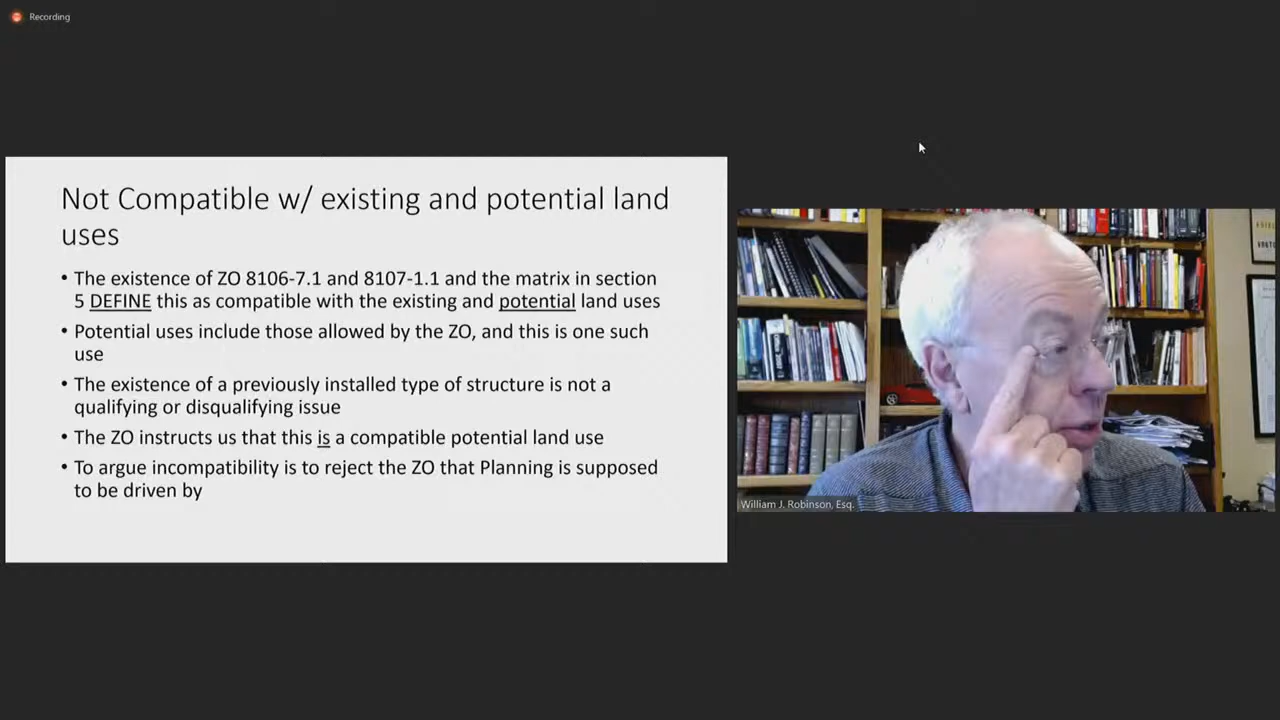 Recording
Not Compatible w/ existing and potential land
uses
• The existence of ZO 8106-7.1 and 8107-1.1 and the matrix in section
5 DEFINE this as compatible with the existing and potential land uses
• Potential uses include those allowed by the ZO, and this is one such
use
• The existence of a previously installed type of structure is not a
qualifying or disqualifying issue
• The ZO instructs us that this is a compatible potential land use
• To argue incompatibility is to reject the ZO that Planning is supposed
to be driven by
William J. Robinson, Esq.